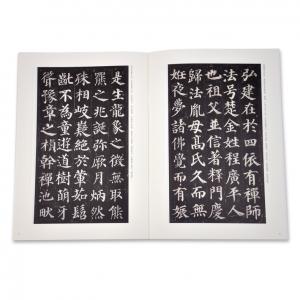 弘建在於四依有禪師
法号楚金姓程廣平人
也祖父並信著釋門慶
歸法胤母高氏久而無
妊夜夢諸佛覺而有娠
是生龍象之徵無取熊
羆之兆誕弥厥月炳然
殊相岐嶷絕於葷茹髫
齓不為童遊道樹萌牙
聳豫章之楨幹禪池畎